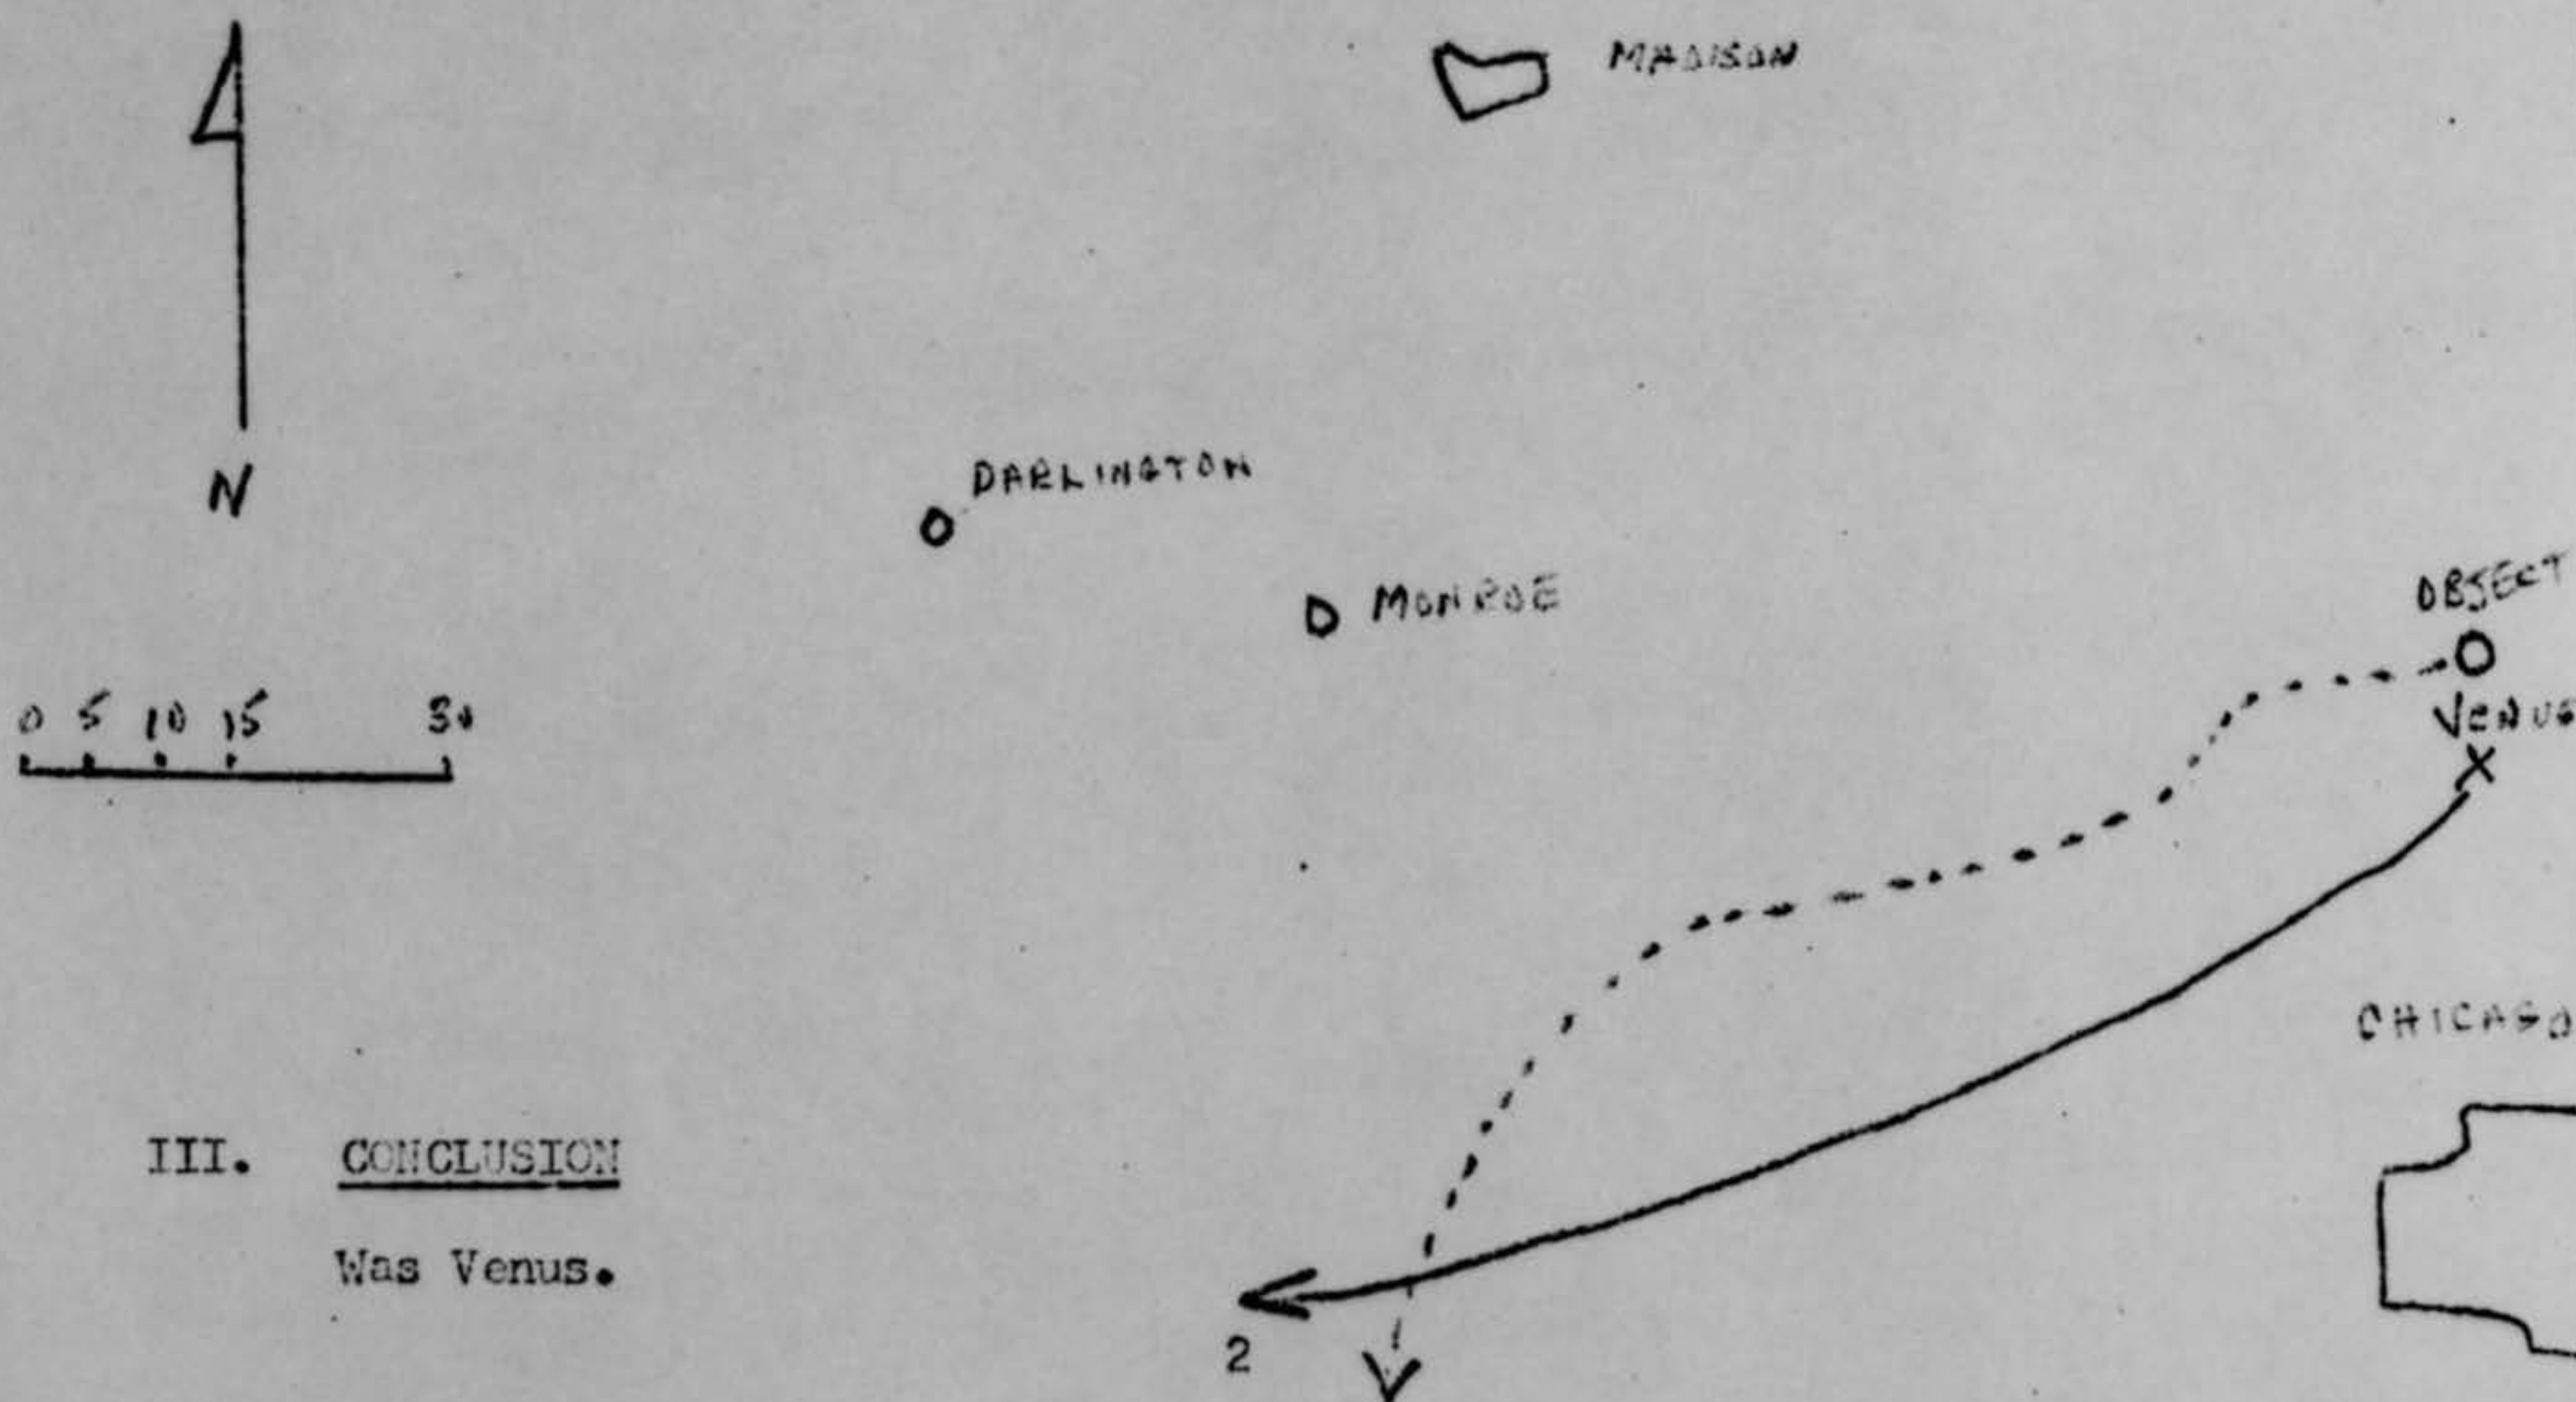 MADISON
N
DARLINGTON
MONROE
OBJECT
VENUS
0 5 10 15 30
CHICAGO
III. CONCLUSION
Was Venus.
2